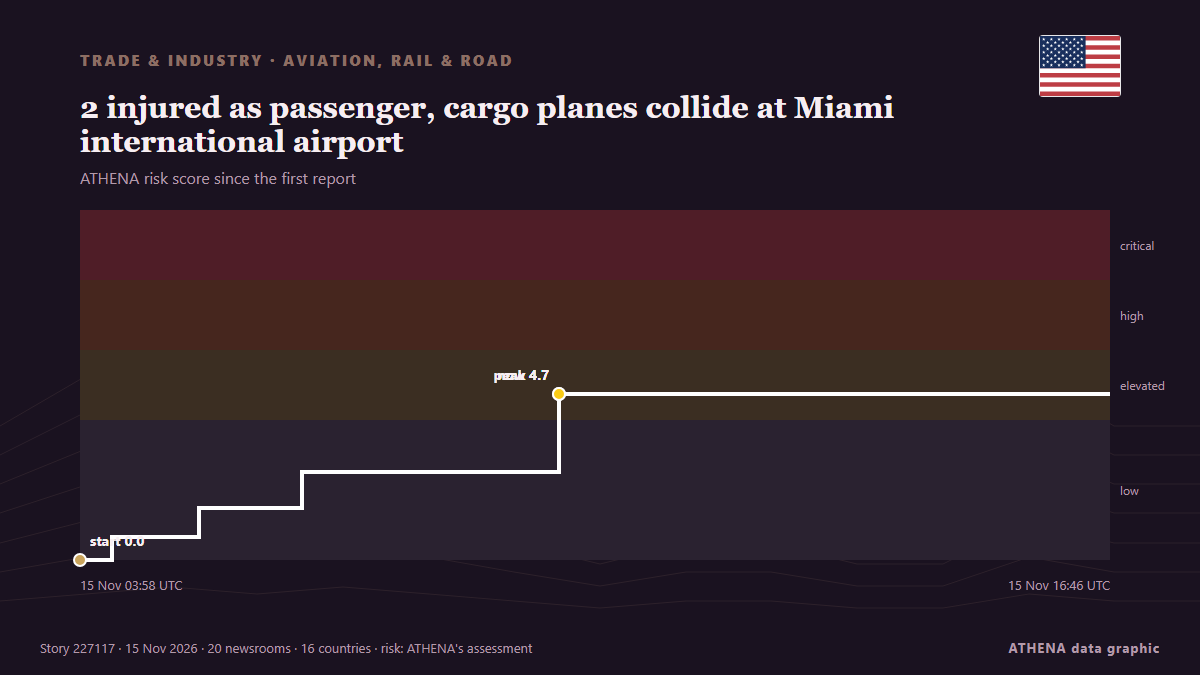 TRADE & INDUSTRY · AVIATION, RAIL & ROAD
2 injured as passenger, cargo planes collide at Miami
international airport
ATHENA risk score since the first report
critical
high
peak 4.7
elevated
low
start 0.0
15 Nov 03:58 UTC
15 Nov 16:46 UTC
Story 227117 · 15 Nov 2026 · 20 newsrooms · 16 countries · risk: ATHENA's assessment
ATHENA data graphic